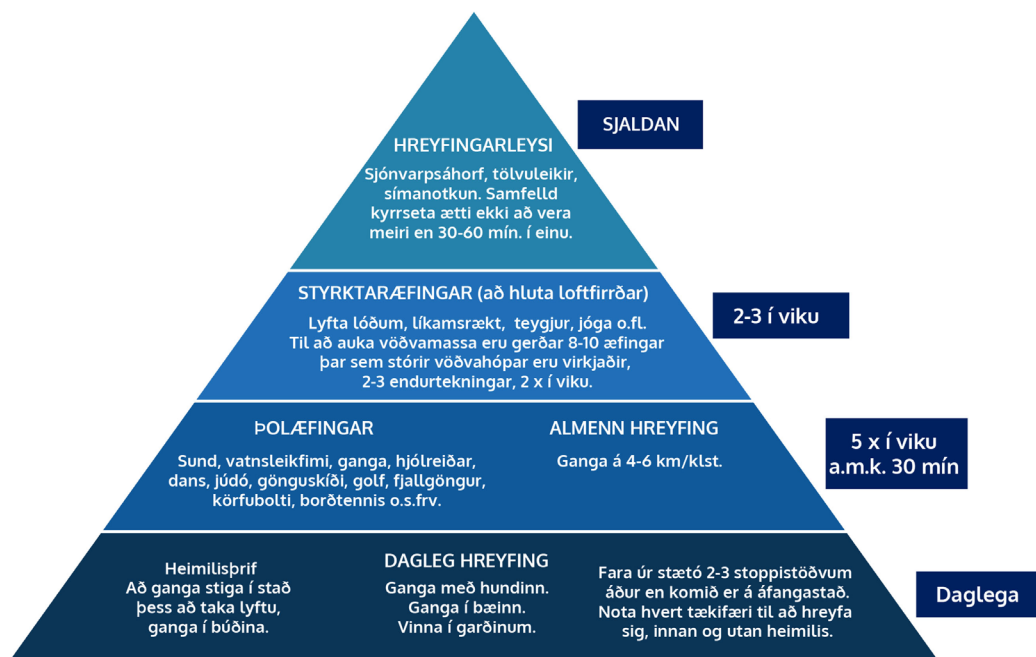 SJALDAN
HREYFINGARLEYSI
Sjónvarpsáhorf, tölvuleikir,
símanotkun. Samfelld
kyrrseta ætti ekki að vera
meiri en 30-60 mín. í einu.
STYRKTARÆFINGAR (að hluta loftfirrðar)
Lyfta lóðum, líkamsrækt, teygjur, jóga o.fl.
Til að auka vöðvamassa eru gerðar 8-10 æfingar
þar sem stórir vöðvahópar eru virkjaðir,
2-3 endurtekningar, 2 x í viku.
2-3 í viku
ÞOLÆFINGAR
Sund, vatnsleikfimi, ganga, hjólreiðar,
dans, júdó, gönguskíði, golf, fjallgöngur,
körfubolti, borðtennis o.s.frv.
ALMENN HREYFING
Ganga á 4-6 km/klst.
5 x í viku
a.m.k. 30 mín
Heimilisþrif
Að ganga stiga í stað
þess að taka lyftu,
ganga í búðina.
DAGLEG HREYFING
Ganga með hundinn.
Ganga í bæinn.
Vinna í garðinum.
Fara úr stætó 2-3 stoppistöðvum
áður en komið er á áfangastað.
Nota hvert tækifæri til að hreyfa
sig, innan og utan heimilis.
Daglega